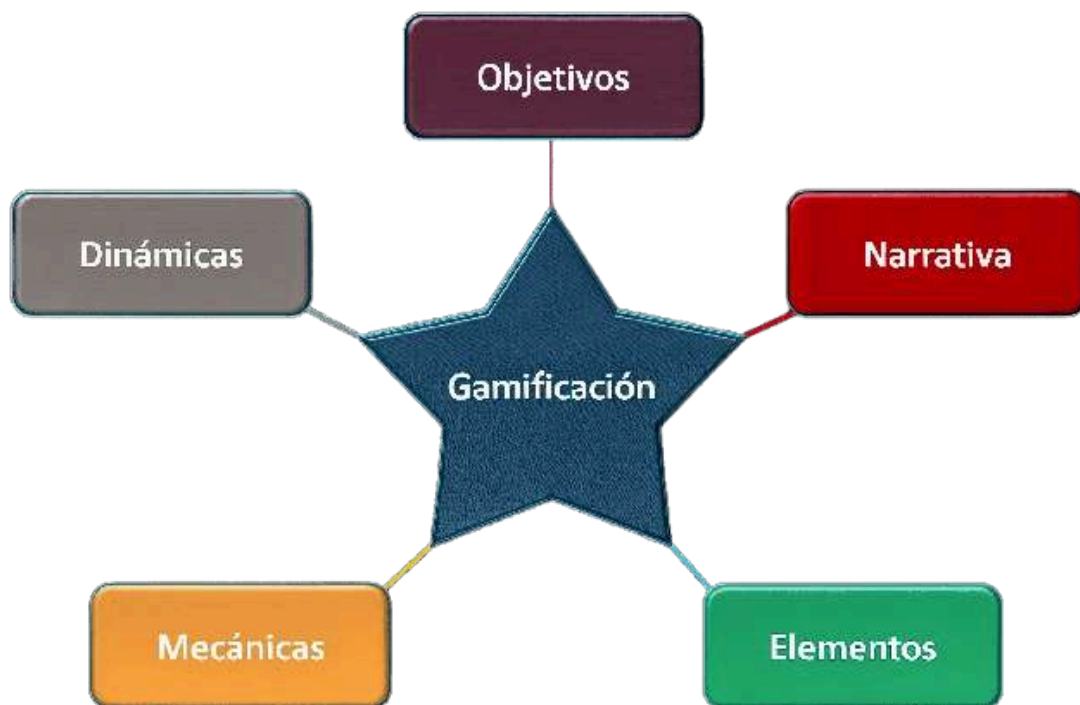 Objetivos
Dinámicas
Narrativa
Gamificación
Mecánicas
Elementos